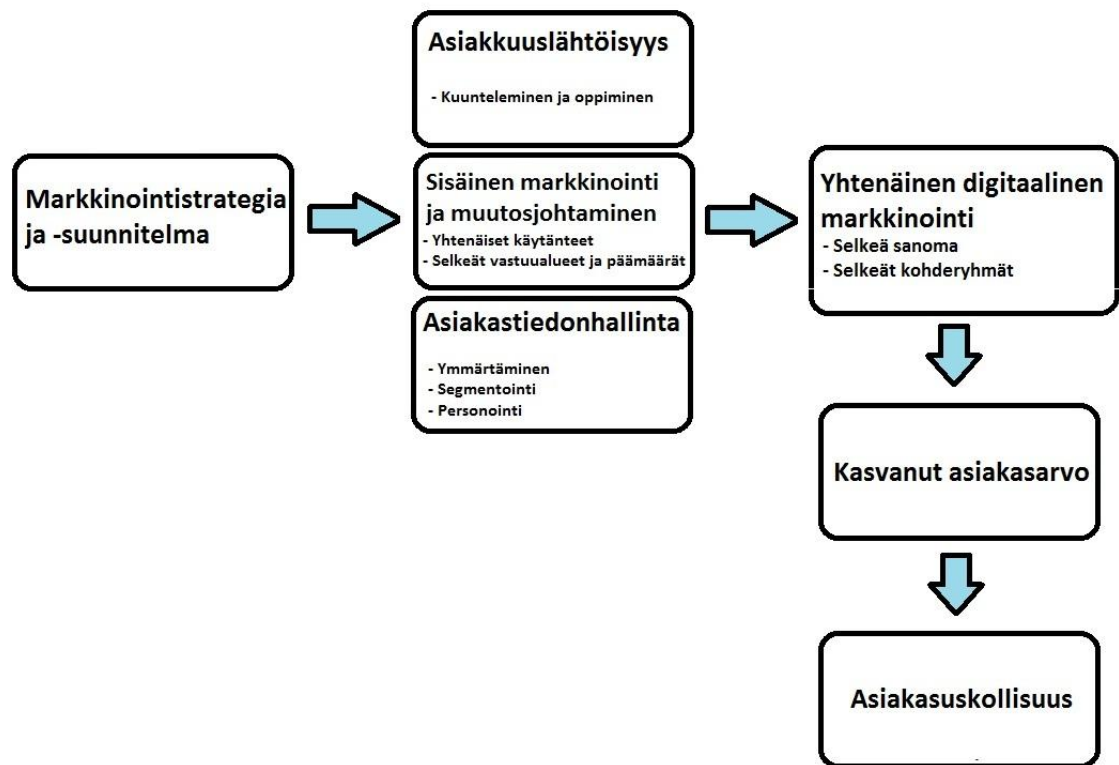 Markkinointistrategia
ja -suunnitelma
Asiakkuuslähtöisyys
- Kuunteleminen ja oppiminen
Sisäinen markkinointi
ja muutosjohtaminen
- Yhtenäiset käytänteet
- Selkeät vastuualueet ja päämäärät
Asiakastiedonhallinta
- Ymmärtäminen
- Segmentointi
- Personointi
Yhtenäinen digitaalinen
markkinointi
- Selkeä sanoma
- Selkeät kohderyhmät
Kasvanut asiakasarvo
Asiakasuskollisuus